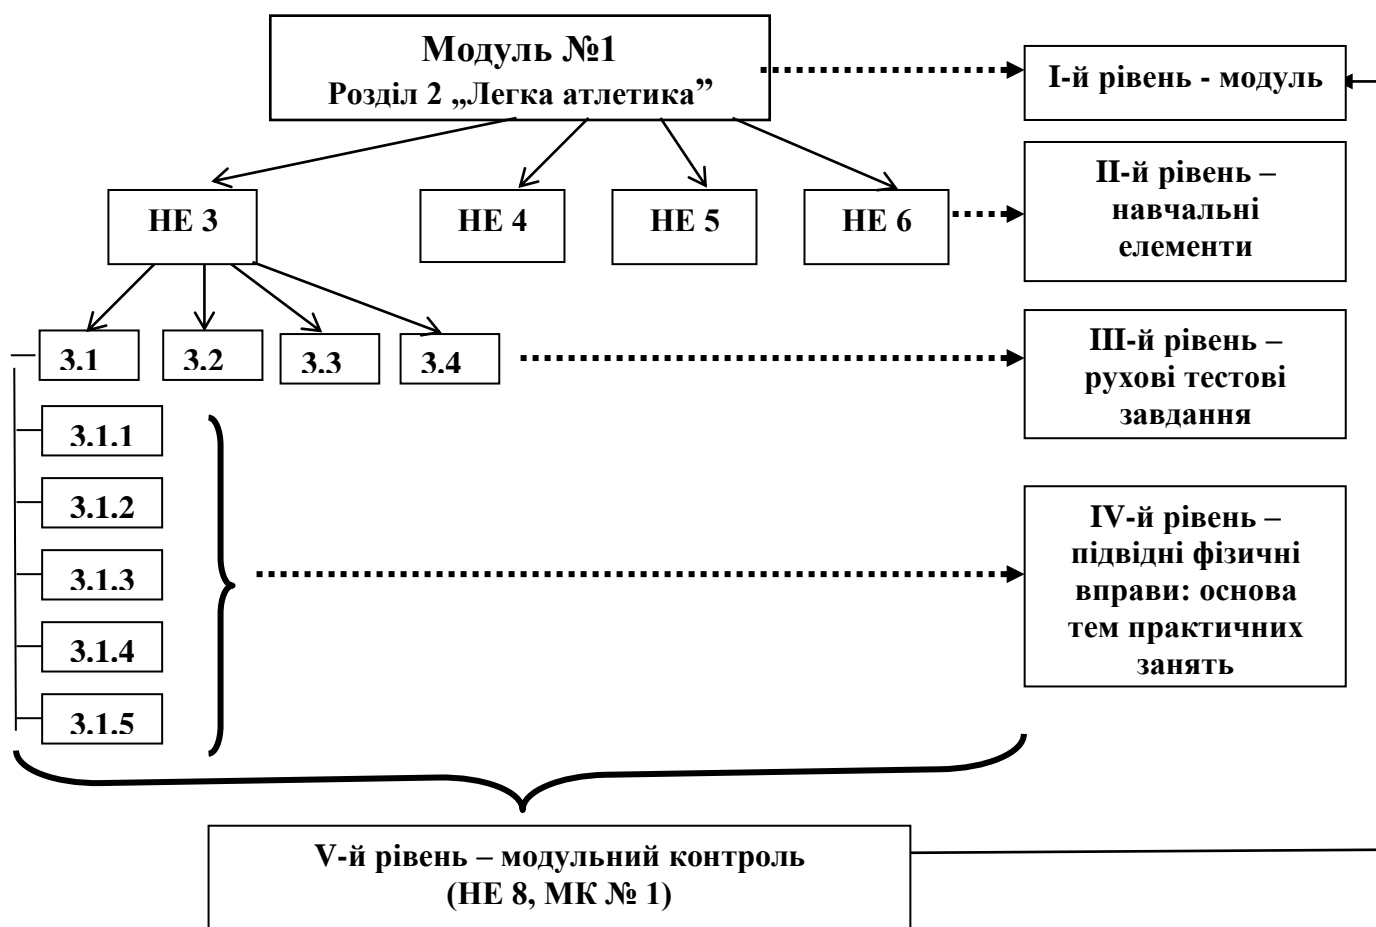 Модуль №1
Розділ 2 „Легка атлетика”
І-й рівень - модуль
ІІ-й рівень –
навчальні
елементи
НЕ 3
НЕ 4
НЕ 5
НЕ 6
3.1
3.2
3.3
3.4
ІІІ-й рівень –
рухові тестові
завдання
3.1.1
3.1.2
3.1.3
3.1.4
3.1.5
IV-й рівень –
підвідні фізичні
вправи: основа
тем практичних
занять
V-й рівень – модульний контроль
(НЕ 8, МК № 1)